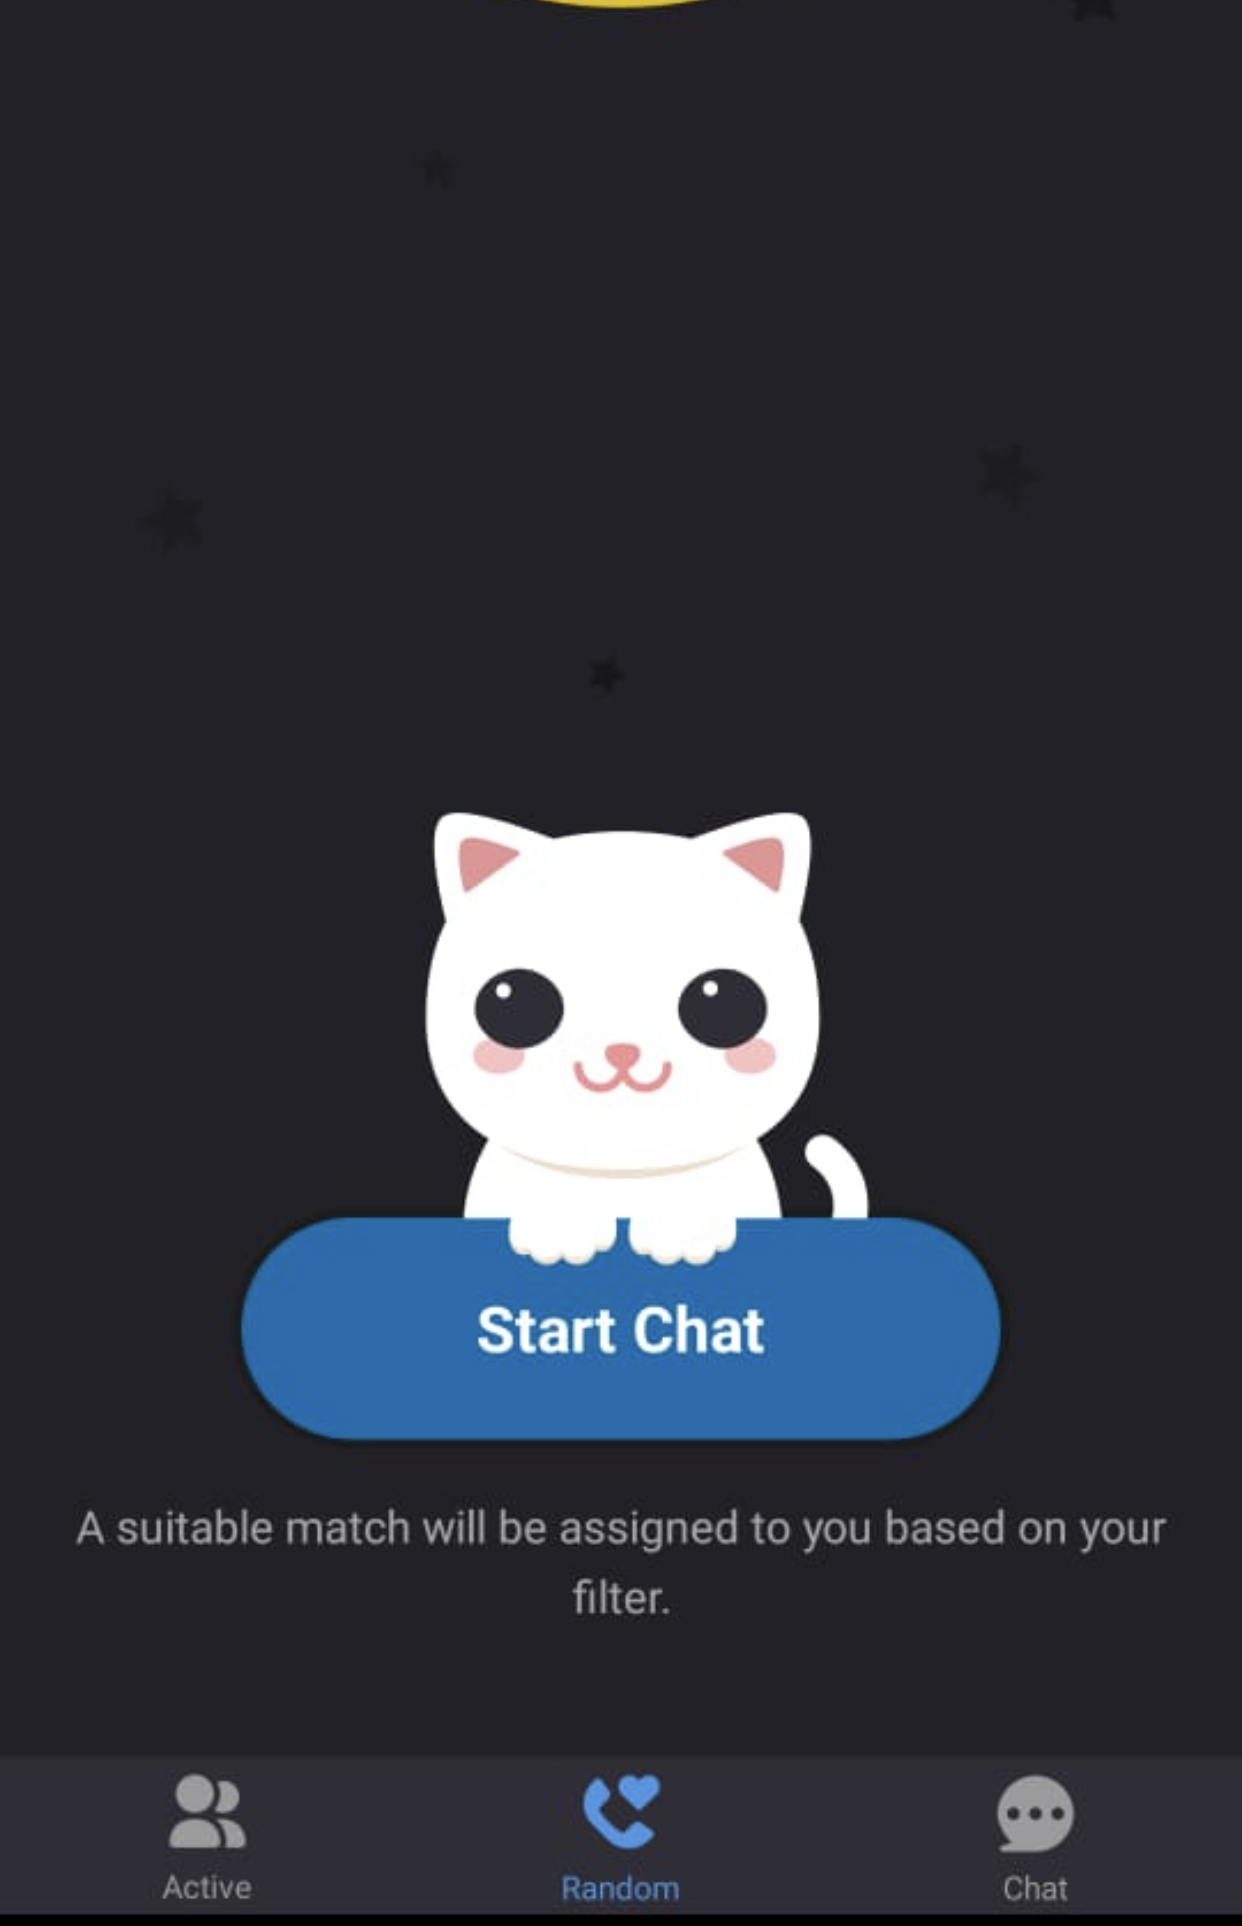 Start Chat
A suitable match will be assigned to you based on your
filter.
Active
Random
Chat